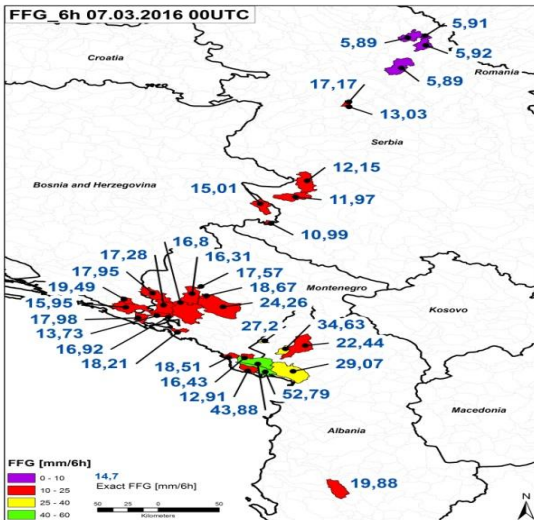 FFG_6h 07.03.2016 00UTC
5,91
5,89
5,92
Croatia
5,89
Romania
17,17
13,03
Serbia
12,15
Bosnia and Herzegovina
15,01
11,97
10,99
16,8
17,28
16,31
17,95
17,57
19,49
18,67
Montenegro
15,95
24,26
Kosovo
17,98
27,2
34,63
13,73
22,44
16,92
18,21
18,51
29,07
16,43
12,91
52,79
43,88
Macedonia
Albania
FFG [mm/6h]
0 - 10
14,7
10 - 25
Exact FFG [mm/6h]
19,88
25 - 40
50 25 0 50
40 - 60
Kilometers
N